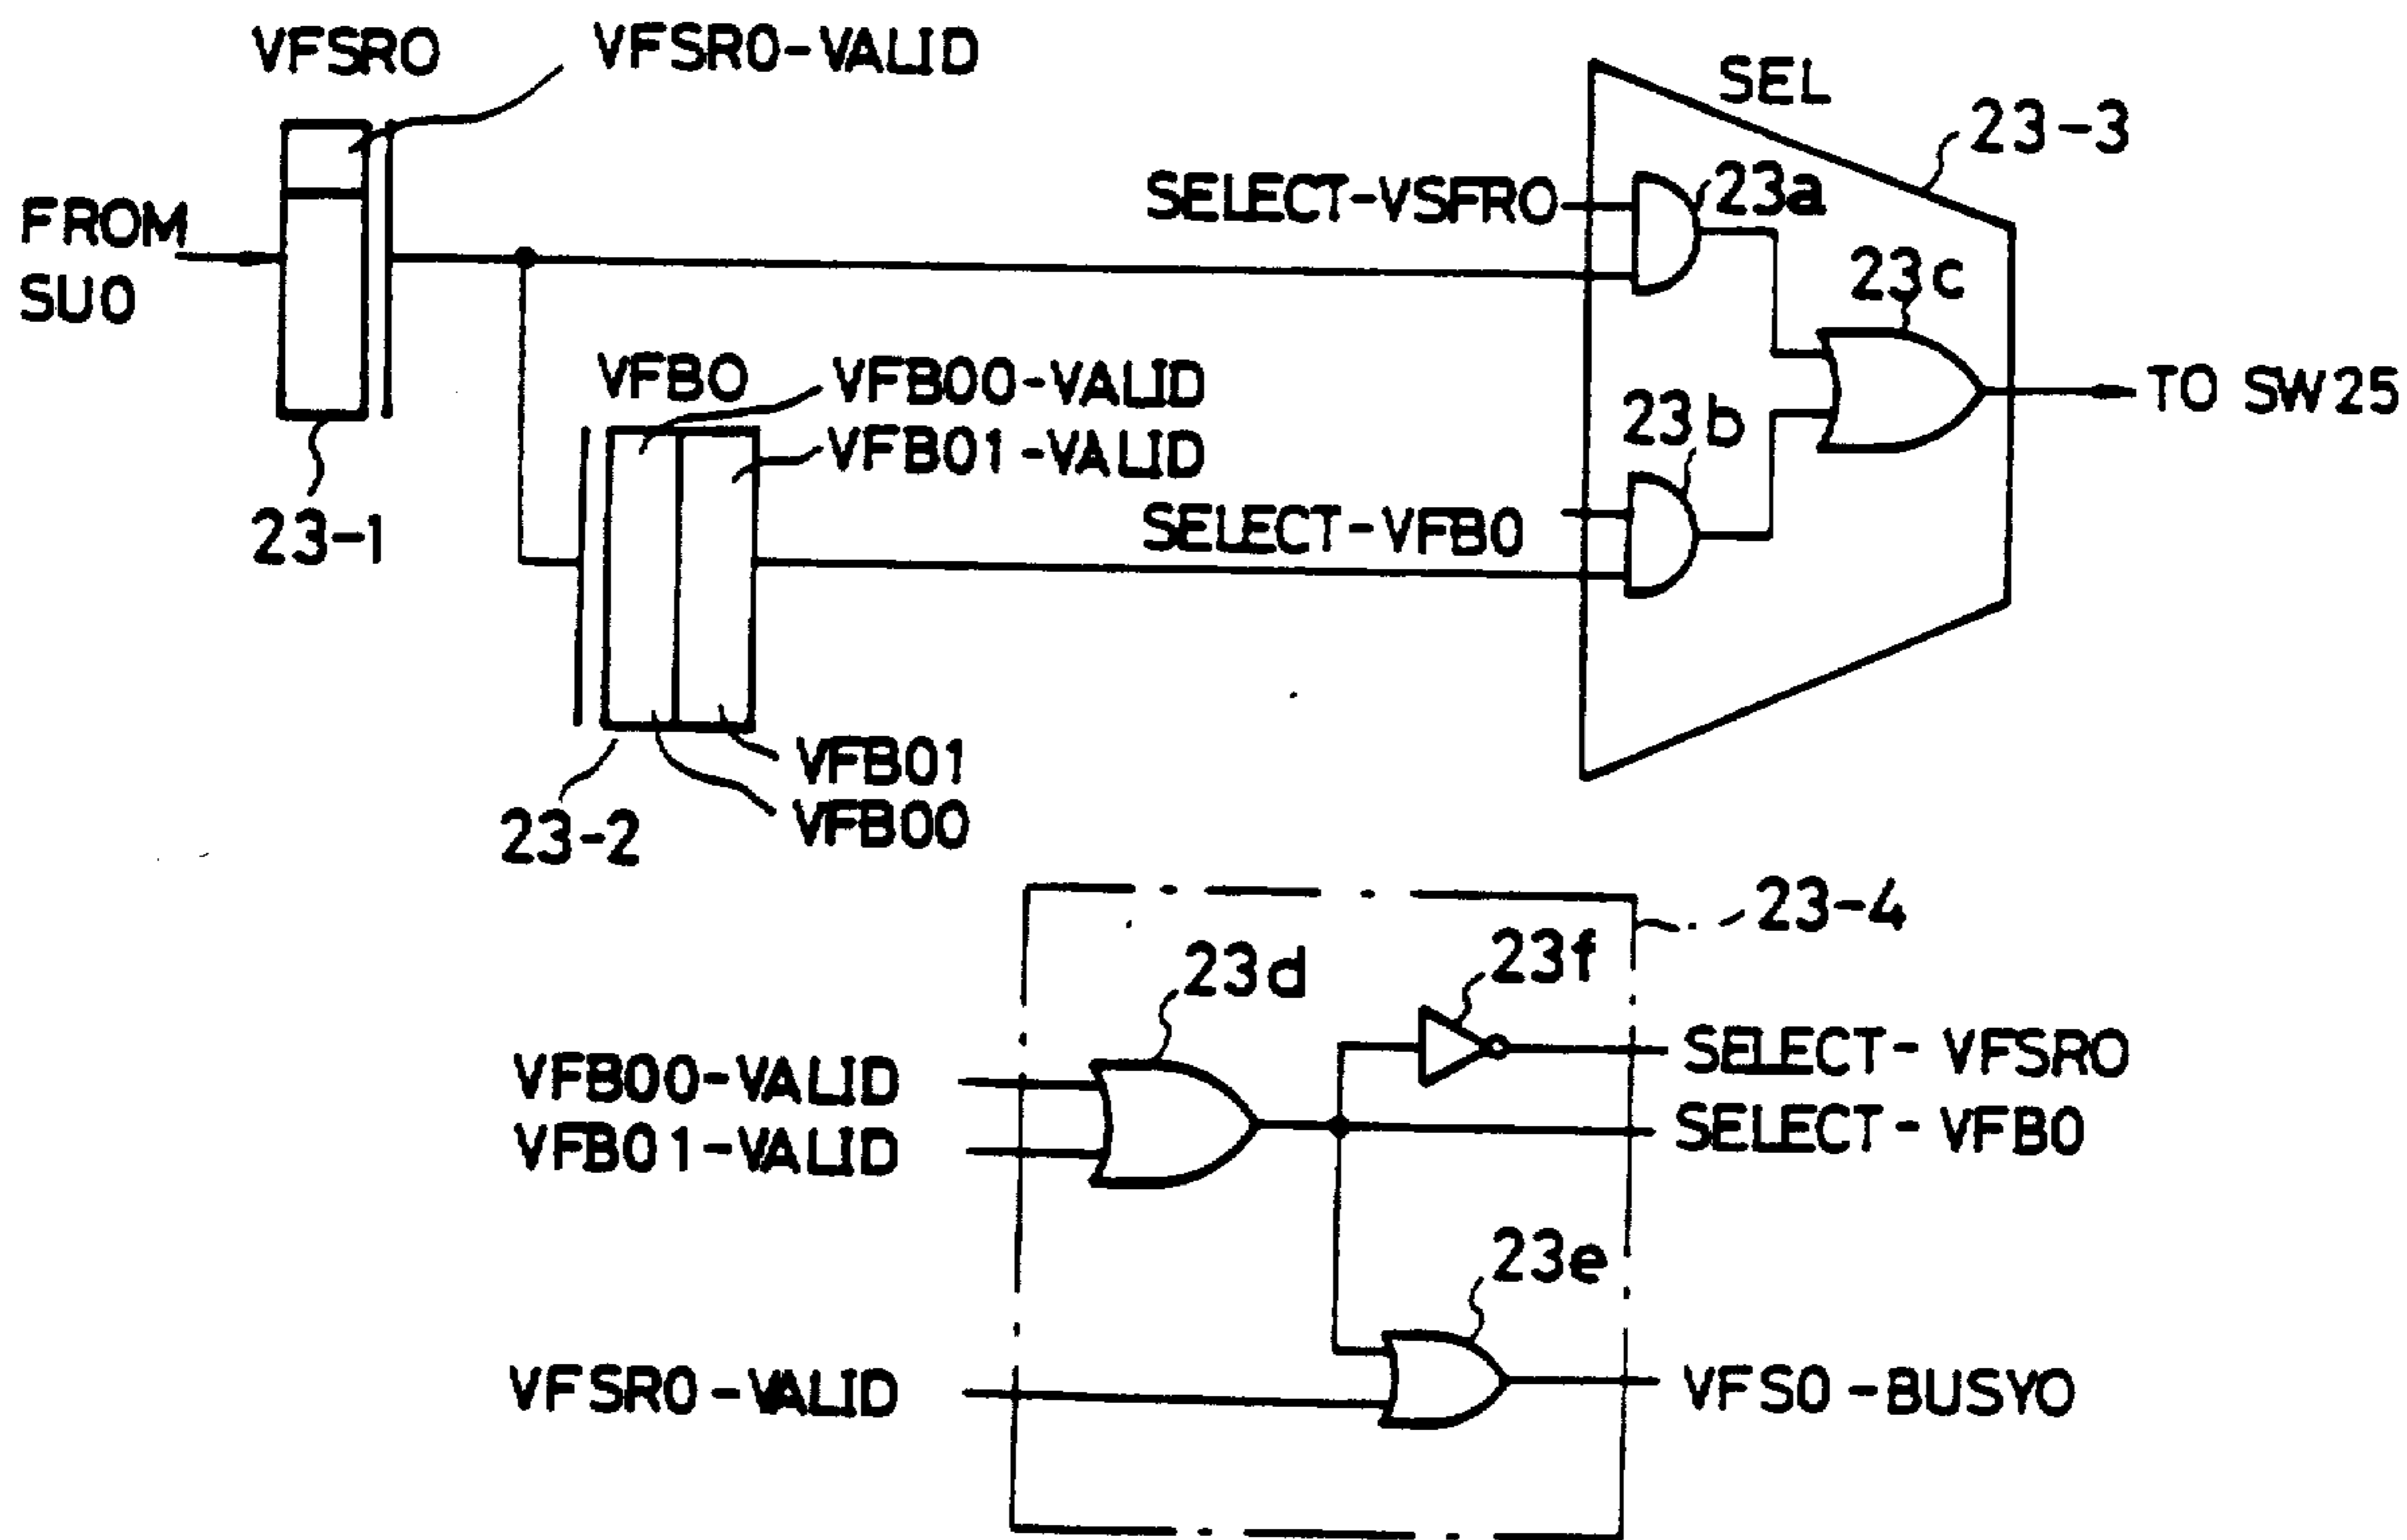 VFSR0
VFSR0-VALID
SEL
23-3
23a
SELECT-VSFR0
FROM
SU0
23c
VFB0
VFB00-VALID
TO SW25
23b
VFB01-VALID
SELECT-VFB0
23-1
VFB01
VFB00
23-2
23-4
23d
23f
SELECT- VFSR0
VFB00-VALID
SELECT- VFB0
VFB01-VALID
23e
VFSR0-VALID
VFS0-BUSY0